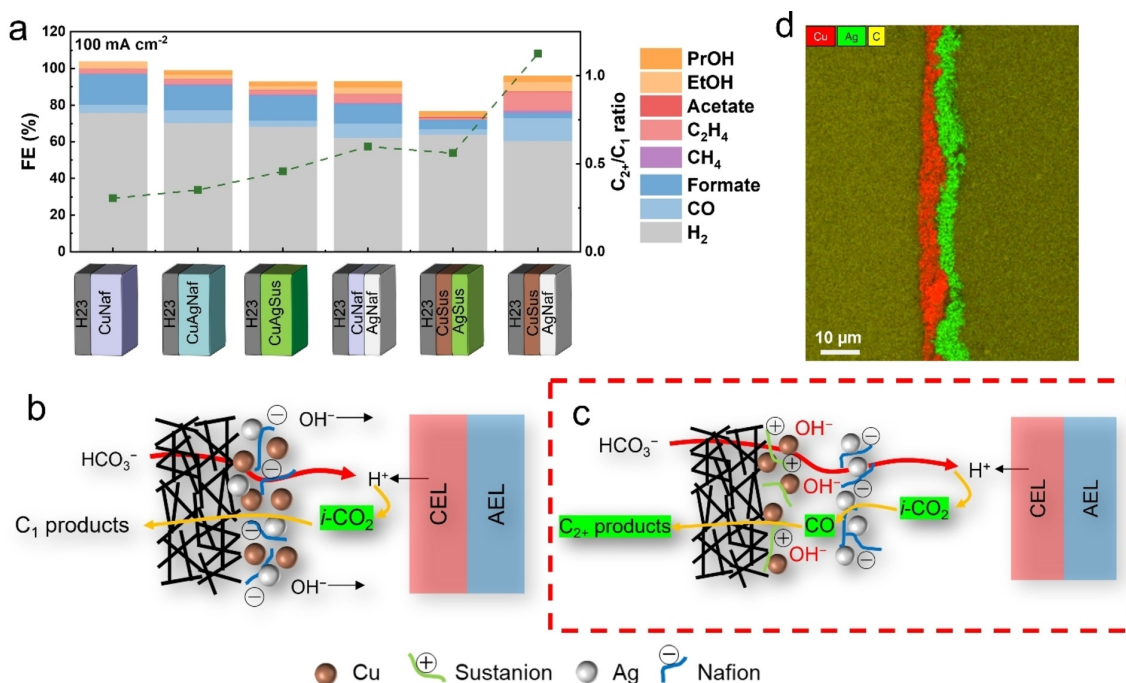 a
100 mA cm⁻²
120
100
80
60
40
20
0
FE (%)
1.0
0.5
0.0
C₂₊/C₁ ratio
PrOH
EtOH
Acetate
C₂H₄
CH₄
Formate
CO
H₂
H23 CuNaf
H23 CuAgNaf
H23 CuAgSus
H23 CuNaf AgNaf
H23 CuSus AgSus
H23 CuSus AgNaf
d
Cu Ag C
10 µm
b
OH⁻
HCO₃⁻
H⁺
i-CO₂
C₁ products
OH⁻
CEL
AEL
c
OH⁻
HCO₃⁻
H⁺
OH⁻
i-CO₂
CO
C₂₊ products
OH⁻
CEL
AEL
Cu
Sustanion
Ag
Nafion